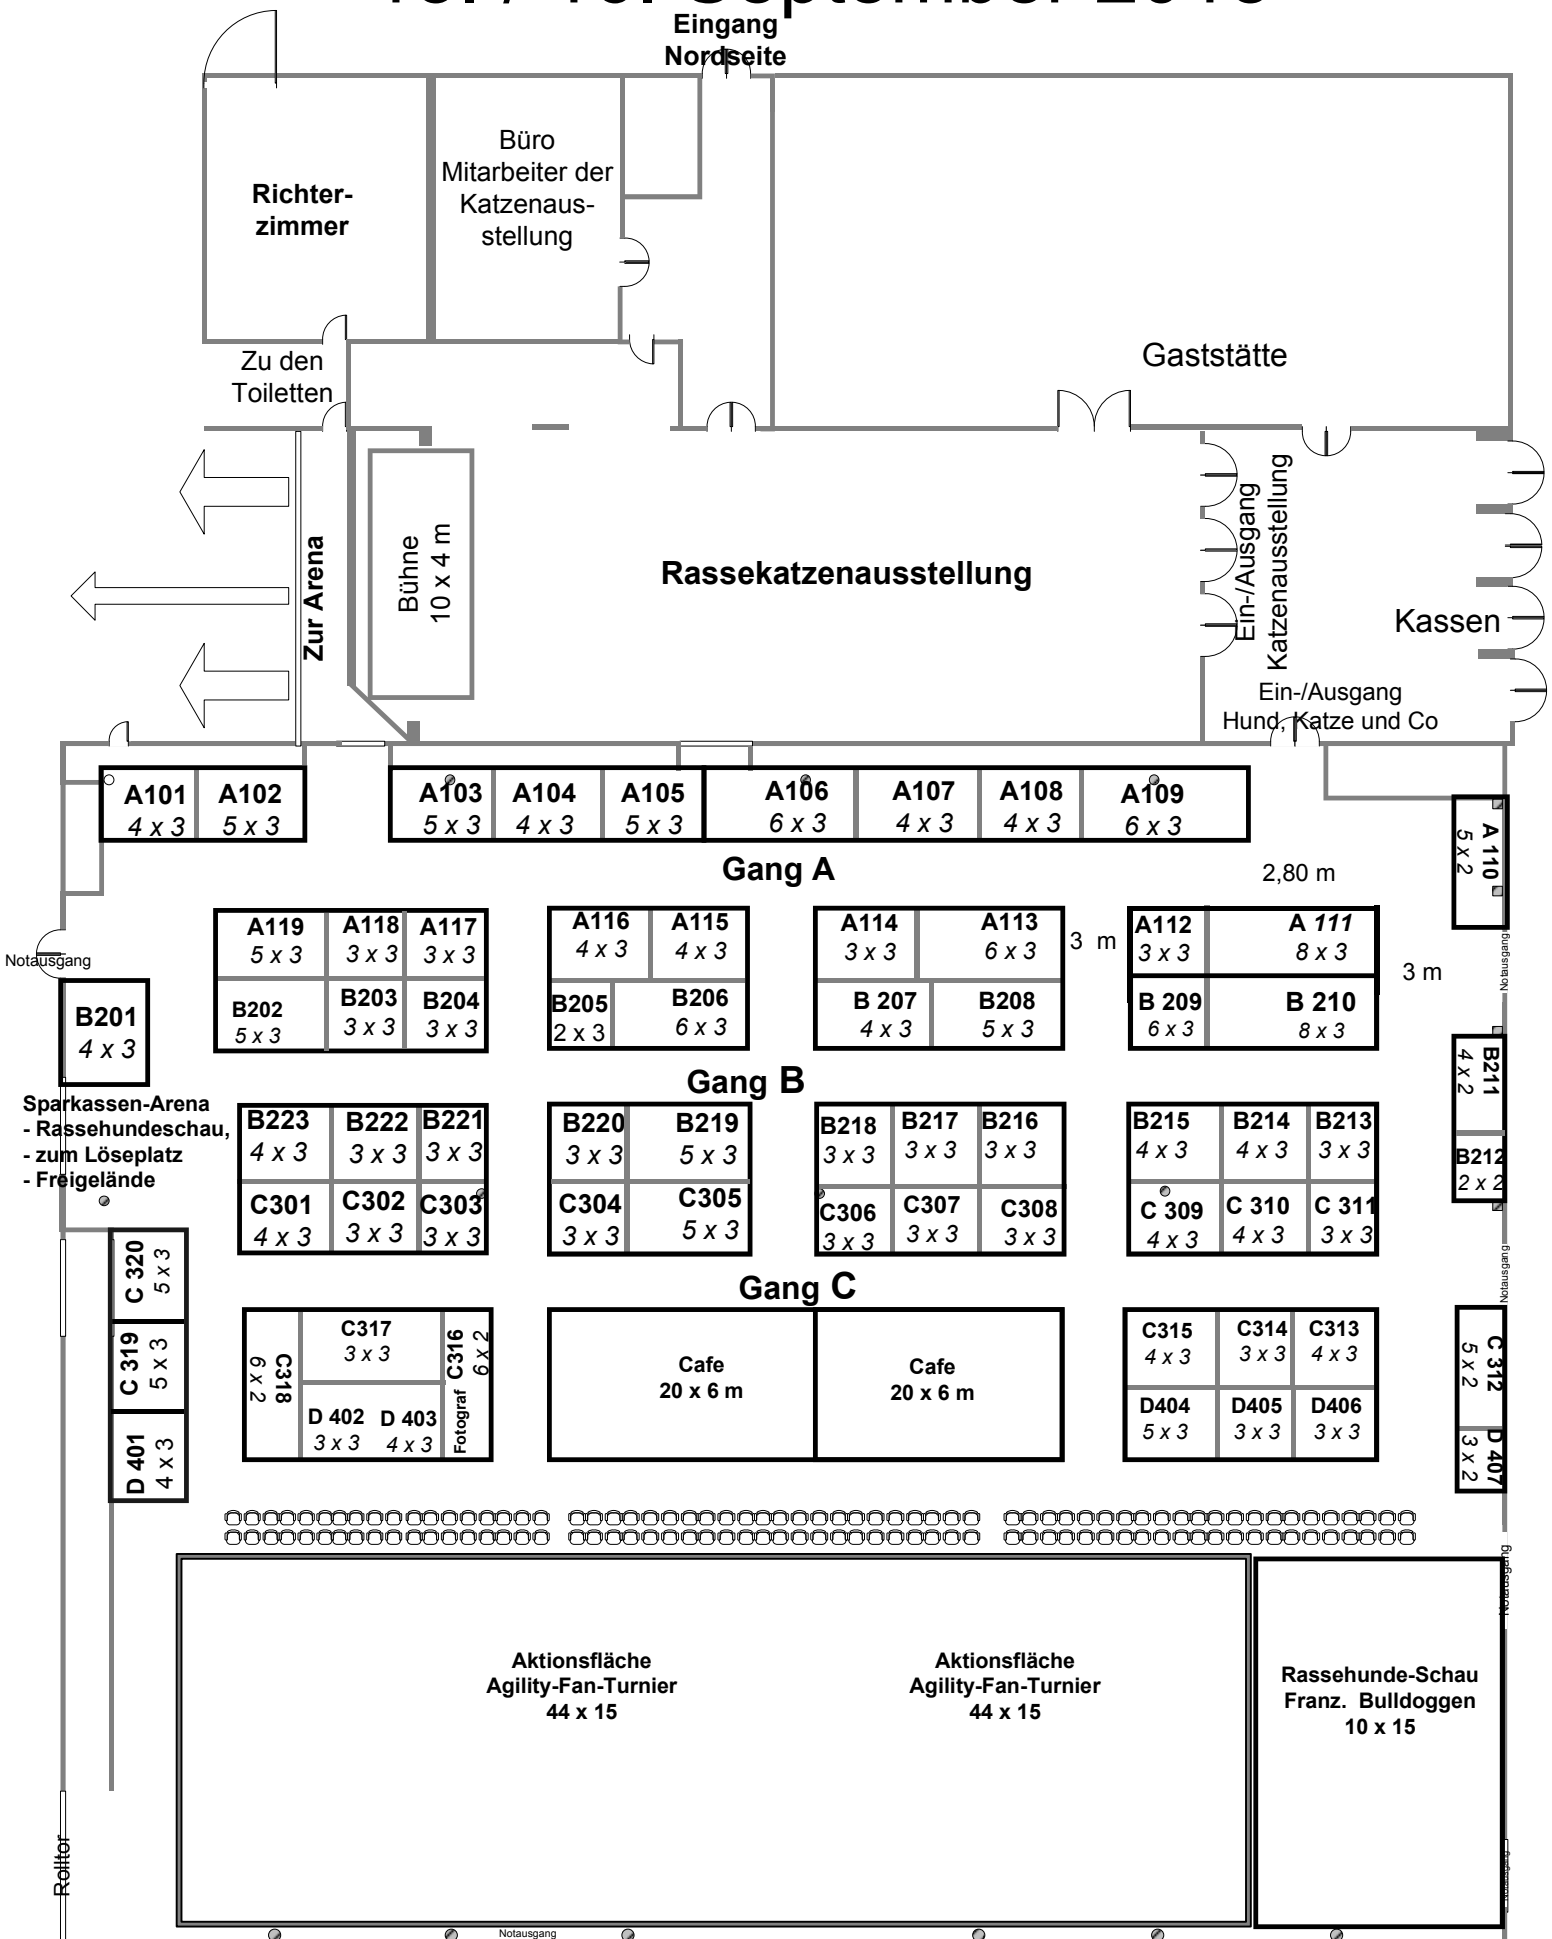 September
Eingang
Nordseite
Richter-
zimmer
Büro
Mitarbeiter der
Katzenaus-
stellung
Zu den
Toiletten
Gaststätte
Zur Arena
Bühne
10 x 4 m
Rassekatzenausstellung
Ein-/Ausgang
Katzenausstellung
Kassen
Ein-/Ausgang
Hund, Katze und Co
A101
4 x 3
A102
5 x 3
A103
5 x 3
A104
4 x 3
A105
5 x 3
A106
6 x 3
A107
4 x 3
A108
4 x 3
A109
6 x 3
A 110
5 x 2
Gang A
2,80 m
A119
5 x 3
A118
3 x 3
A117
3 x 3
A116
4 x 3
A115
4 x 3
A114
3 x 3
A113
6 x 3
3 m
A112
3 x 3
A 111
8 x 3
3 m
Notausgang
Notausgang
B201
4 x 3
B202
5 x 3
B203
3 x 3
B204
3 x 3
B205
2 x 3
B206
6 x 3
B 207
4 x 3
B208
5 x 3
B 209
6 x 3
B 210
8 x 3
B211
4 x 2
Gang B
Sparkassen-Arena
- Rassehundeschau,
- zum Löseplatz
- Freigelände
B223
4 x 3
B222
3 x 3
B221
3 x 3
B220
3 x 3
B219
5 x 3
B218
3 x 3
B217
3 x 3
B216
3 x 3
B215
4 x 3
B214
4 x 3
B213
3 x 3
B212
2 x 2
C301
4 x 3
C302
3 x 3
C303
3 x 3
C304
3 x 3
C305
5 x 3
C306
3 x 3
C307
3 x 3
C308
3 x 3
C 309
4 x 3
C 310
4 x 3
C 311
3 x 3
Notausgang
C 320
5 x 3
Gang C
C 319
5 x 3
C318
6 x 2
C317
3 x 3
C316
6 x 2
Fotograf
Cafe
20 x 6 m
Cafe
20 x 6 m
C315
4 x 3
C314
3 x 3
C313
4 x 3
C 312
5 x 2
D 401
4 x 3
D 402
3 x 3
D 403
4 x 3
D404
5 x 3
D405
3 x 3
D406
3 x 3
D 407
3 x 2
Notausgang
Aktionsfläche
Agility-Fan-Turnier
44 x 15
Aktionsfläche
Agility-Fan-Turnier
44 x 15
Rassehunde-Schau
Franz. Bulldoggen
10 x 15
Rolltor
Notausgang
Notausgang